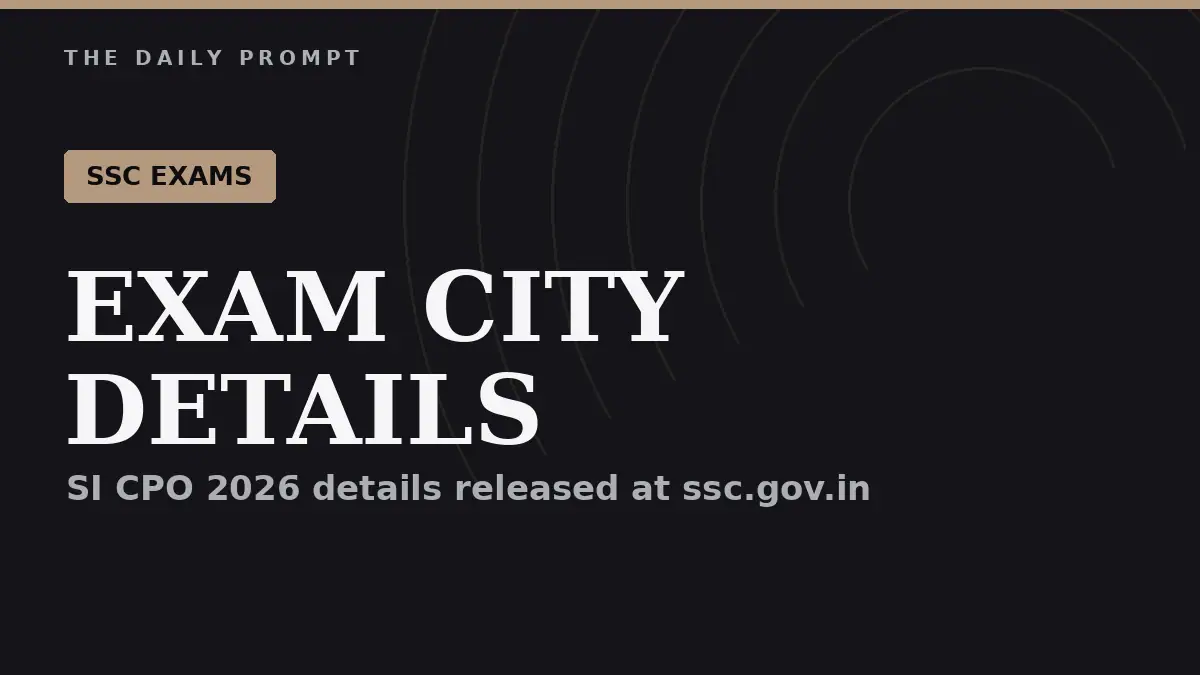 THE DAILY PROMPT
SSC EXAMS
EXAM CITY
DETAILS
SI CPO 2026 details released at ssc.gov.in